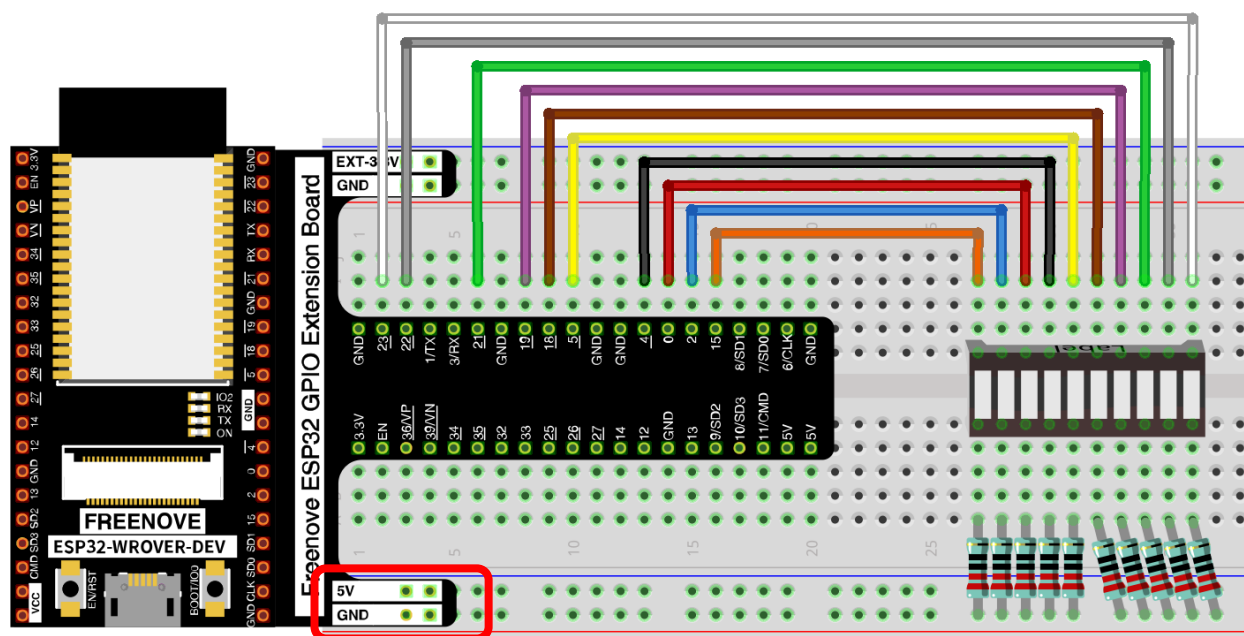 3.3V
EN
VP
VN
34
35
32
33
25
26
27
14
12
GND
13
SD2
SD3
CMD
VCC
GND
23
22
TX
RX
21
GND
19
18
5
GND
4
0
2
15
SD1
SD0
CLK
GND
IO2
RX
TX
ON
FREENOVE
ESP32-WROVER-DEV
EN/RST
BOOT/IO0
Freenove ESP32 GPIO Extension Board
GND
1
5
GND 23 22 1/TX 3/RX 21 GND 19 18 5 GND GND 4 0 2 15 8/SD1 7/SD0 6/CLK GND
Label
3.3V EN 36/VP 39/VN 34 35 32 33 25 26 27 14 12 GND 13 9/SD2 10/SD3 11/CMD 5V 5V
1 5 10 15 20 25
5V
GND